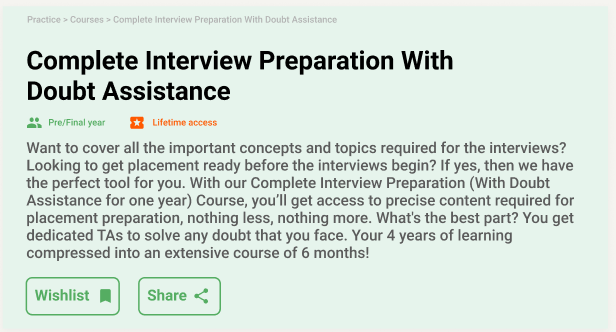 Practice > Courses > Complete Interview Preparation With Doubt Assistance
Complete Interview Preparation With
Doubt Assistance
Pre/Final year Lifetime access
Want to cover all the important concepts and topics required for the interviews?
Looking to get placement ready before the interviews begin? If yes, then we have
the perfect tool for you. With our Complete Interview Preparation (With Doubt
Assistance for one year) Course, you'll get access to precise content required for
placement preparation, nothing less, nothing more. What's the best part? You get
dedicated TAs to solve any doubt that you face. Your 4 years of learning
compressed into an extensive course of 6 months!
Wishlist Share